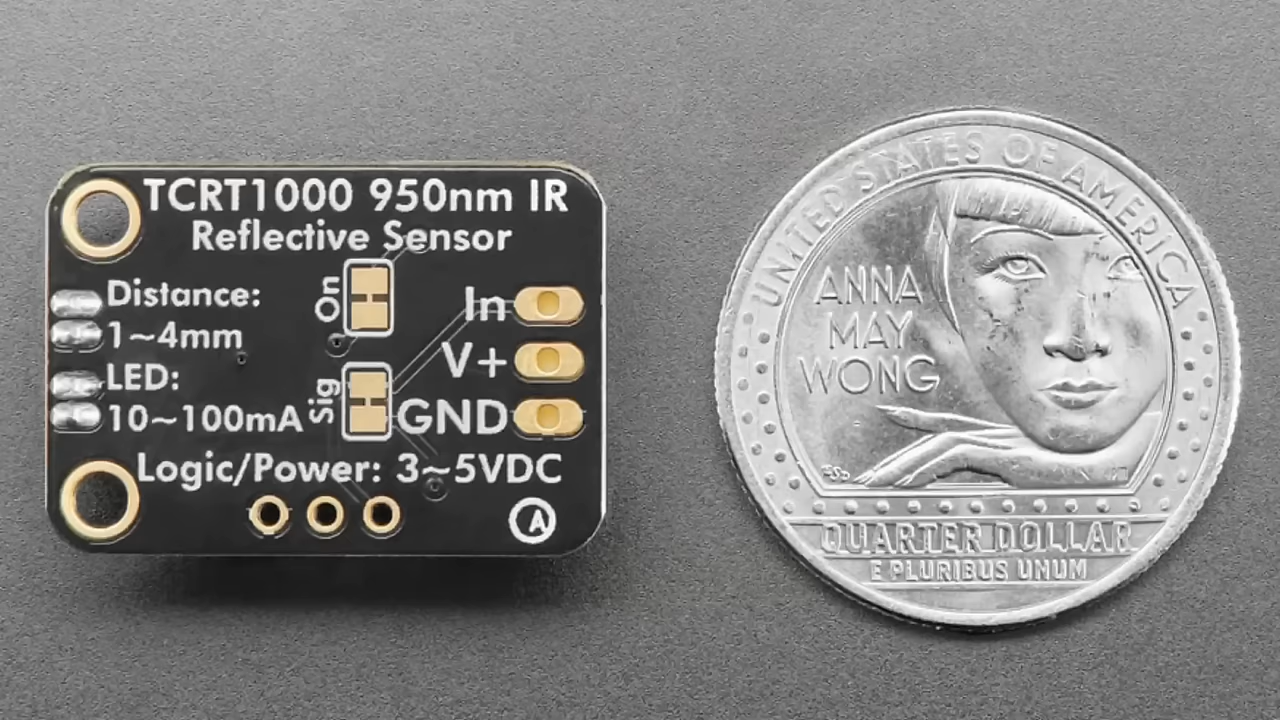 TCRT1000 950nm IR
Reflective Sensor
On
Distance:
1~4mm
LED:
10~100mA
Sig
In
V+
GND
Logic/Power: 3~5VDC
A
UNITED STATES OF AMERICA
ANNA
MAY
WONG
QUARTER DOLLAR
E PLURIBUS UNUM